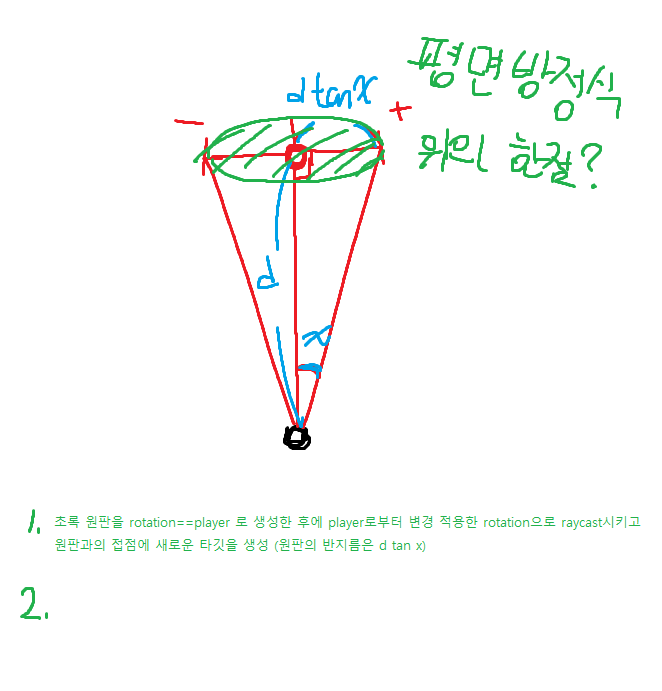 평면방정식
d tan x
- +
위인 한절?
d
x
1. 초록 원판을 rotation==player 로 생성한 후에 player로부터 변경 적용한 rotation으로 raycast시키고
원판과의 접점에 새로운 타깃을 생성 (원판의 반지름은 d tan x)
2.